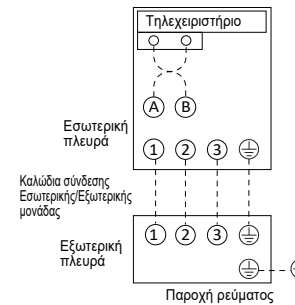 Τηλεχειριστήριο
A B
Εσωτερική
πλευρά
1 2 3
Καλώδια σύνδεσης
Εσωτερικής/Εξωτερικής
μονάδας
1 2 3
Εξωτερική
πλευρά
Παροχή ρεύματος